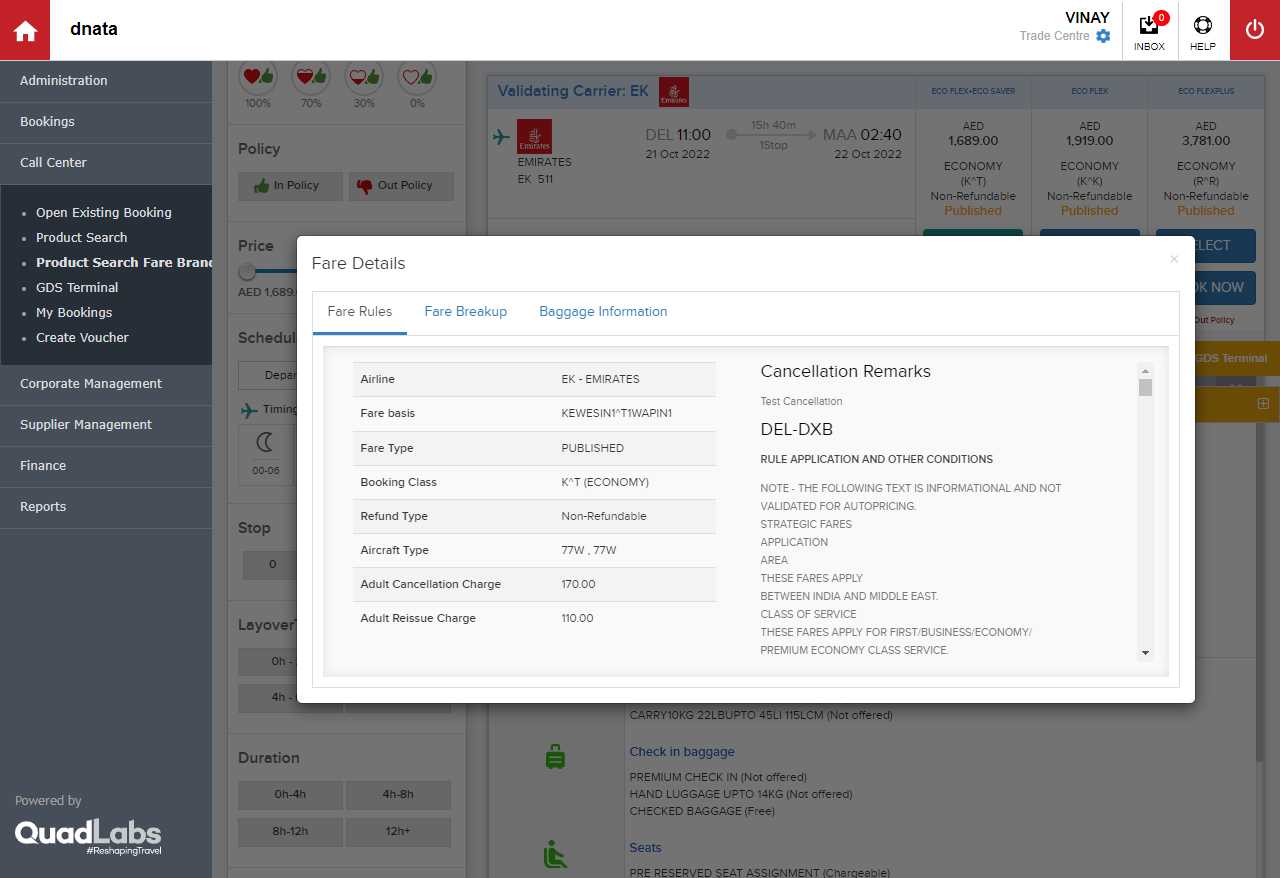 dnata
VINAY
Trade Centre
0
INBOX
HELP
Administration
Bookings
Call Center
Open Existing Booking
Product Search
Product Search Fare Brand
GDS Terminal
My Bookings
Create Voucher
Corporate Management
Supplier Management
Finance
Reports
Powered by
QuadLabs
#ReshapingTravel
100%
70%
30%
0%
Policy
In Policy
Out Policy
Price
AED 1,689.
Schedul
Depar
Timing
00-06
Stop
0
Layover
0h -
4h -
Duration
0h-4h
4h-8h
8h-12h
12h+
Validating Carrier: EK
Emirates
ECO FLEX+ECO SAVER
ECO FLEX
ECO FLEXPLUS
Emirates
EMIRATES
EK 511
DEL 11:00
21 Oct 2022
15h 40m
1Stop
MAA 02:40
22 Oct 2022
AED
1,689.00
ECONOMY
(K^T)
Non-Refundable
Published
AED
1,919.00
ECONOMY
(K^K)
Non-Refundable
Published
AED
3,781.00
ECONOMY
(R^R)
Non-Refundable
Published
LECT
OK NOW
Out Policy
GDS Terminal
Fare Details
×
Fare Rules
Fare Breakup
Baggage Information
Airline EK - EMIRATES
Fare basis KEWESIN1^T1WAPIN1
Fare Type PUBLISHED
Booking Class K^T (ECONOMY)
Refund Type Non-Refundable
Aircraft Type 77W , 77W
Adult Cancellation Charge 170.00
Adult Reissue Charge 110.00
Cancellation Remarks
Test Cancellation
DEL-DXB
RULE APPLICATION AND OTHER CONDITIONS
NOTE - THE FOLLOWING TEXT IS INFORMATIONAL AND NOT
VALIDATED FOR AUTOPRICING.
STRATEGIC FARES
APPLICATION
AREA
THESE FARES APPLY
BETWEEN INDIA AND MIDDLE EAST.
CLASS OF SERVICE
THESE FARES APPLY FOR FIRST/BUSINESS/ECONOMY/
PREMIUM ECONOMY CLASS SERVICE.
CARRY10KG 22LBUPTO 45LI 115LCM (Not offered)
Check in baggage
PREMIUM CHECK IN (Not offered)
HAND LUGGAGE UPTO 14KG (Not offered)
CHECKED BAGGAGE (Free)
Seats
PRE RESERVED SEAT ASSIGNMENT (Chargeable)